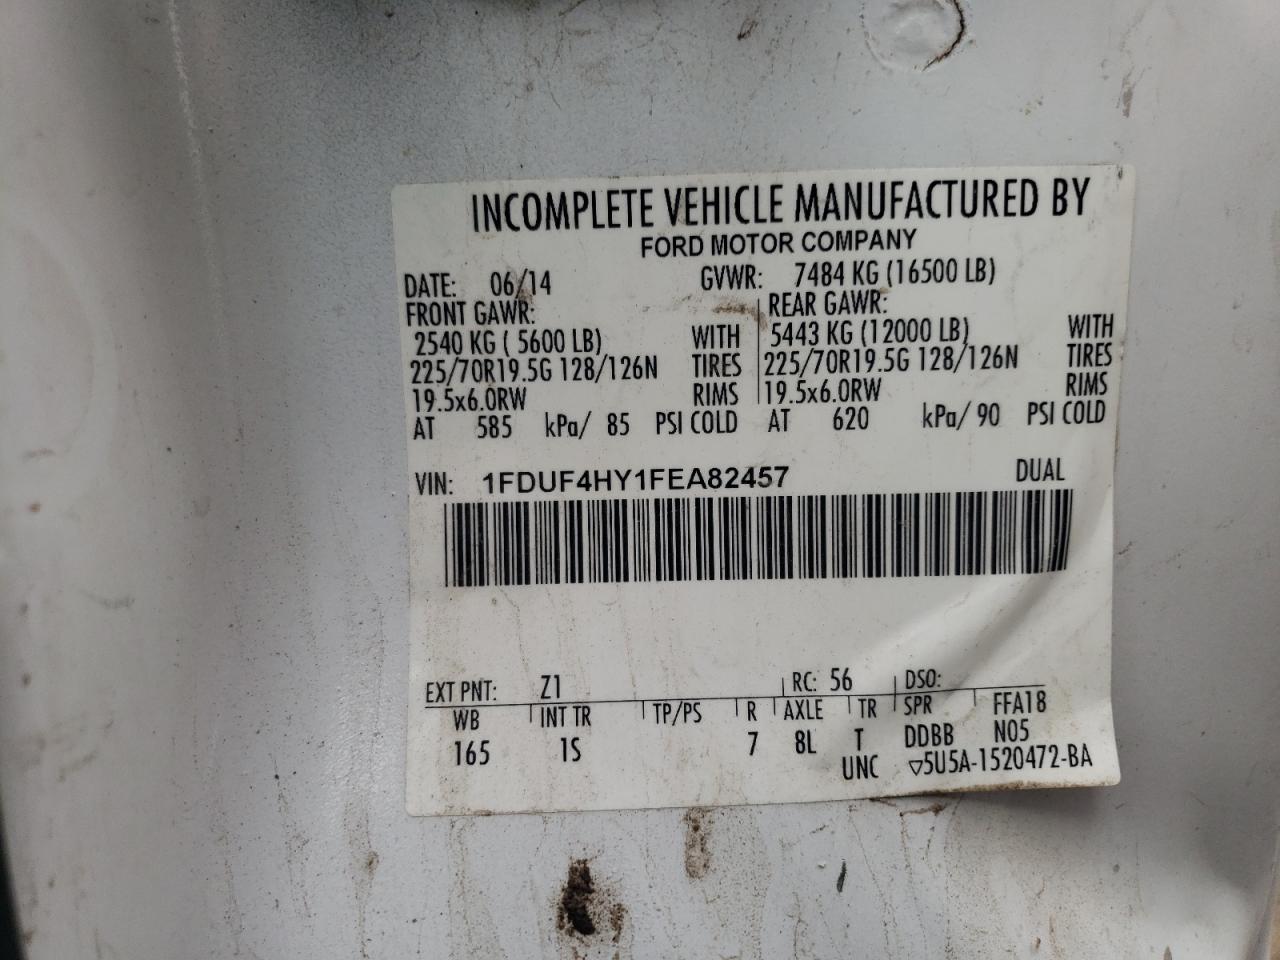 INCOMPLETE VEHICLE MANUFACTURED BY
FORD MOTOR COMPANY
DATE: 06/14 GVWR: 7484 KG (16500 LB)
FRONT GAWR: REAR GAWR:
2540 KG ( 5600 LB) WITH 5443 KG (12000 LB) WITH
225/70R19.5G 128/126N TIRES 225/70R19.5G 128/126N TIRES
19.5x6.0RW RIMS 19.5x6.0RW RIMS
AT 585 kPa/ 85 PSI COLD AT 620 kPa/ 90 PSI COLD
VIN: 1FDUF4HY1FEA82457 DUAL
EXT PNT: Z1 RC: 56 DSO:
WB INT TR TP/PS R AXLE TR SPR FFA18
165 1S 7 8L T DDBB N05
UNC ▽5U5A-1520472-BA